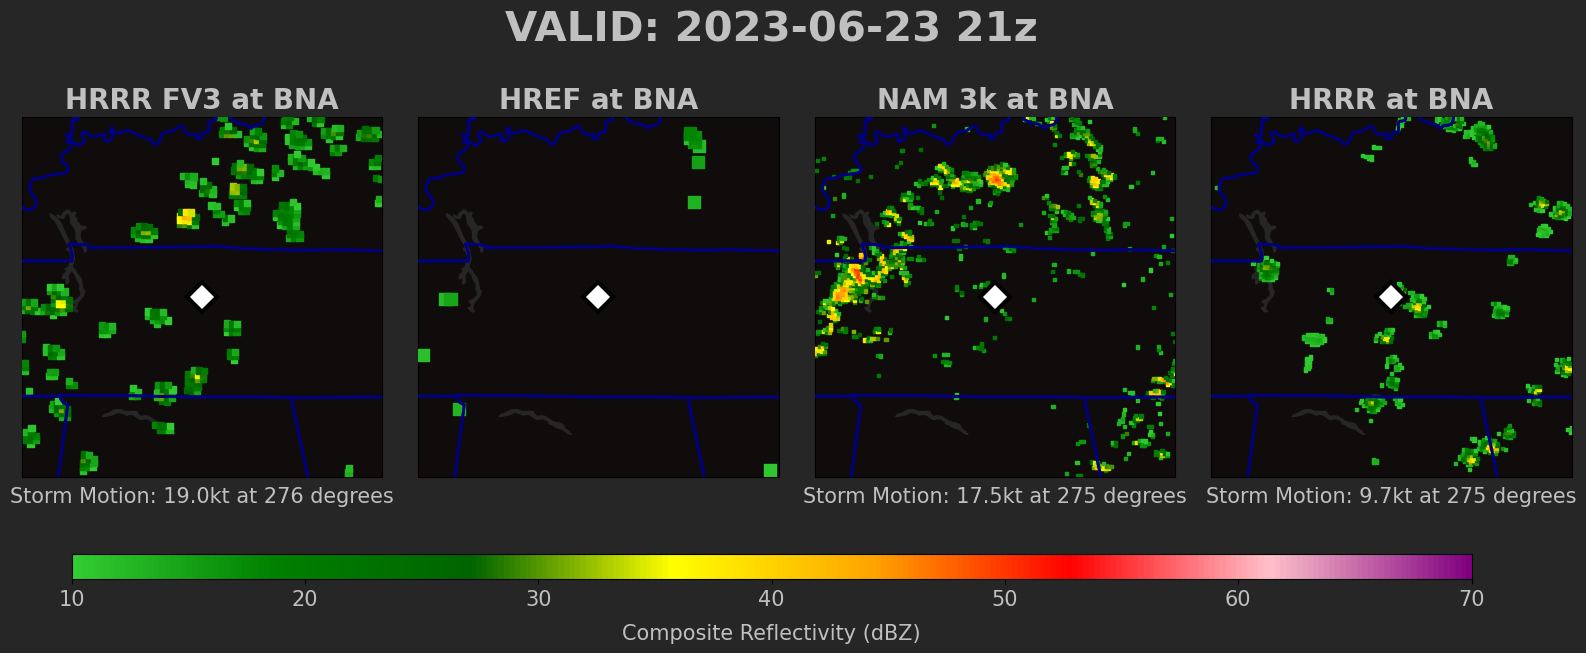 VALID: 2023-06-23 21z
HRRR FV3 at BNA
HREF at BNA
NAM 3k at BNA
HRRR at BNA
Storm Motion: 19.0kt at 276 degrees
Storm Motion: 17.5kt at 275 degrees
Storm Motion: 9.7kt at 275 degrees
10 20 30 40 50 60 70
Composite Reflectivity (dBZ)